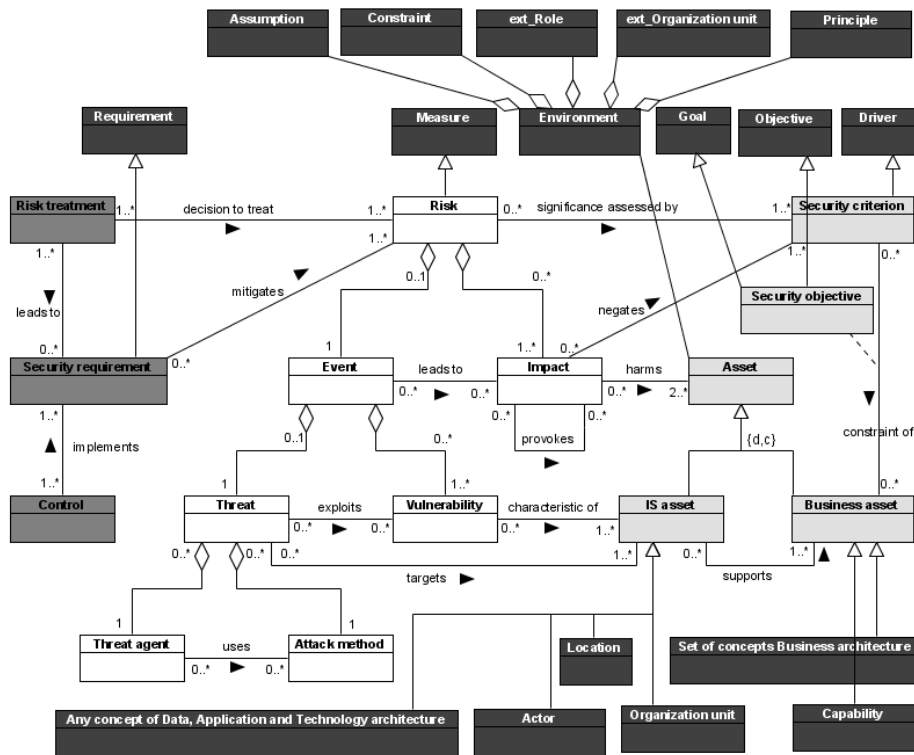 Assumption
Constraint
ext_Role
ext_Organization unit
Principle
Requirement
Measure
Environment
Goal
Objective
Driver
Risk treatment
1..*
decision to treat
1..*
Risk
0..*
significance assessed by
1..*
Security criterion
1..*
1..*
1..*
0..*
mitigates
0..1
0..*
negates
Security objective
leads to
0..*
0..*
1
1..*
0..*
Security requirement
Event
leads to
Impact
harms
Asset
0..*
0..*
0..*
2..*
1..*
0..1
0..*
0..*
0..*
provokes
{d,c}
constraint of
implements
1..*
1
1..*
0..*
Control
Threat
exploits
Vulnerability
characteristic of
IS asset
Business asset
0..*
0..*
0..*
1..*
0..*
0..*
0..*
1..*
0..*
1..*
targets
supports
1
1
Threat agent
uses
Attack method
0..*
0..*
Location
Set of concepts Business architecture
Any concept of Data, Application and Technology architecture
Actor
Organization unit
Capability